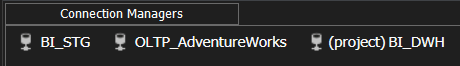 Connection Managers
BI_STG OLTP_AdventureWorks (project) BI_DWH